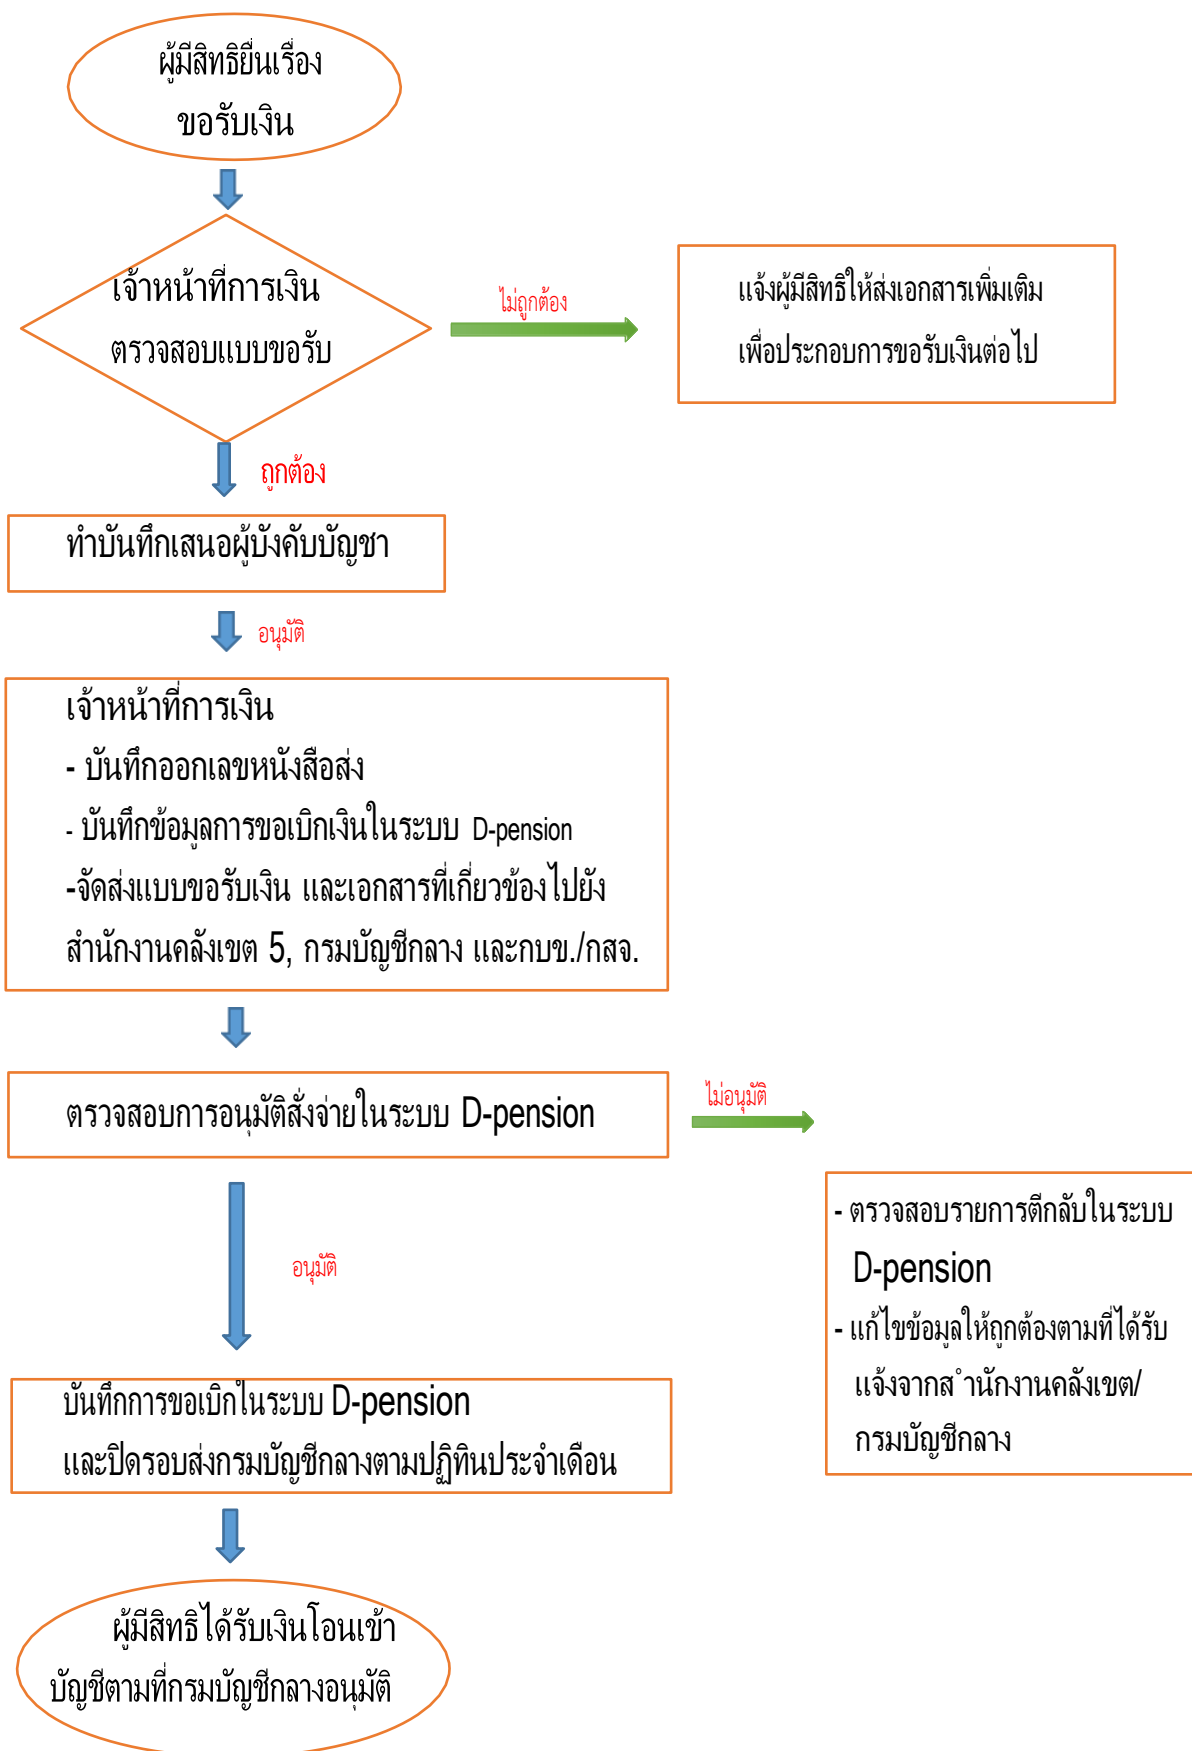 ผู้มีสิทธิยื่นเรื่อง
ขอรับเงิน
เจ้าหน้าที่การเงิน
ตรวจสอบแบบขอรับ
ไม่ถูกต้อง
แจ้งผู้มีสิทธิให้ส่งเอกสารเพิ่มเติม
เพื่อประกอบการขอรับเงินต่อไป
ถูกต้อง
ทำบันทึกเสนอผู้บังคับบัญชา
อนุมัติ
เจ้าหน้าที่การเงิน
- บันทึกออกเลขหนังสือส่ง
- บันทึกข้อมูลการขอเบิกเงินในระบบ D-pension
-จัดส่งแบบขอรับเงิน และเอกสารที่เกี่ยวข้องไปยัง
สำนักงานคลังเขต 5, กรมบัญชีกลาง และกบข./กสจ.
ตรวจสอบการอนุมัติสั่งจ่ายในระบบ D-pension
ไม่อนุมัติ
- ตรวจสอบรายการตีกลับในระบบ
D-pension
- แก้ไขข้อมูลให้ถูกต้องตามที่ได้รับ
แจ้งจากสำนักงานคลังเขต/
กรมบัญชีกลาง
อนุมัติ
บันทึกการขอเบิกในระบบ D-pension
และปิดรอบส่งกรมบัญชีกลางตามปฏิทินประจำเดือน
ผู้มีสิทธิได้รับเงินโอนเข้า
บัญชีตามที่กรมบัญชีกลางอนุมัติ